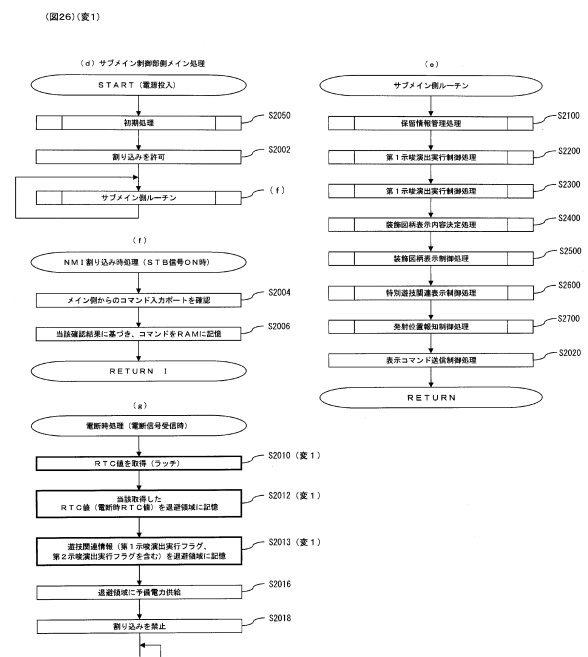 (図26)(変1)
(d) サブメイン制御部側メイン処理
START (電源投入)
初期処理
S2050
割り込みを許可
S2002
サブメイン側ルーチン
(f)
(f)
NMI割り込み時処理 (STB信号ON時)
メイン側からのコマンド入力ポートを確認
S2004
当該確認結果に基づき、コマンドをRAMに記憶
S2006
RETURN I
(g)
電断時処理 (電断信号受信時)
RTC値を取得 (ラッチ)
S2010 (変1)
当該取得した
RTC値 (電断時RTC値) を退避領域に記憶
S2012 (変1)
遊技関連情報 (第1示唆演出実行フラグ、
第2示唆演出実行フラグを含む) を退避領域に記憶
S2013 (変1)
退避領域に予備電力供給
S2016
割り込みを禁止
S2018
(e)
サブメイン側ルーチン
保留情報管理処理
S2100
第1示唆演出実行制御処理
S2200
第1示唆演出実行制御処理
S2300
装飾図柄表示内容決定処理
S2400
装飾図柄表示制御処理
S2500
特別遊技関連表示制御処理
S2600
発射位置報知制御処理
S2700
表示コマンド送信制御処理
S2020
RETURN